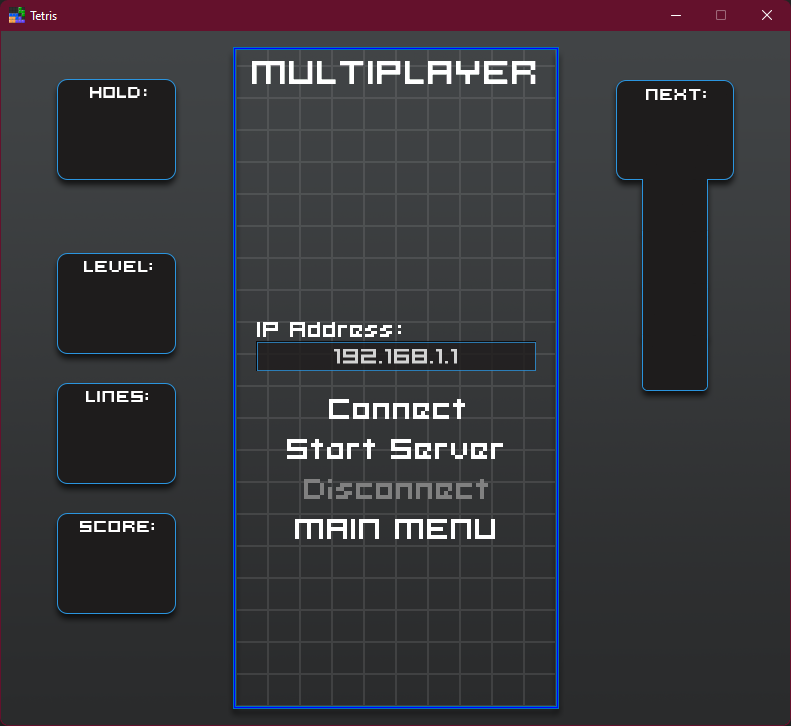 Tetris
MULTIPLAYER
HOLD:
NEXT:
LEVEL:
IP Address:
192.168.1.1
LINES:
Connect
Start Server
Disconnect
SCORE:
MAIN MENU